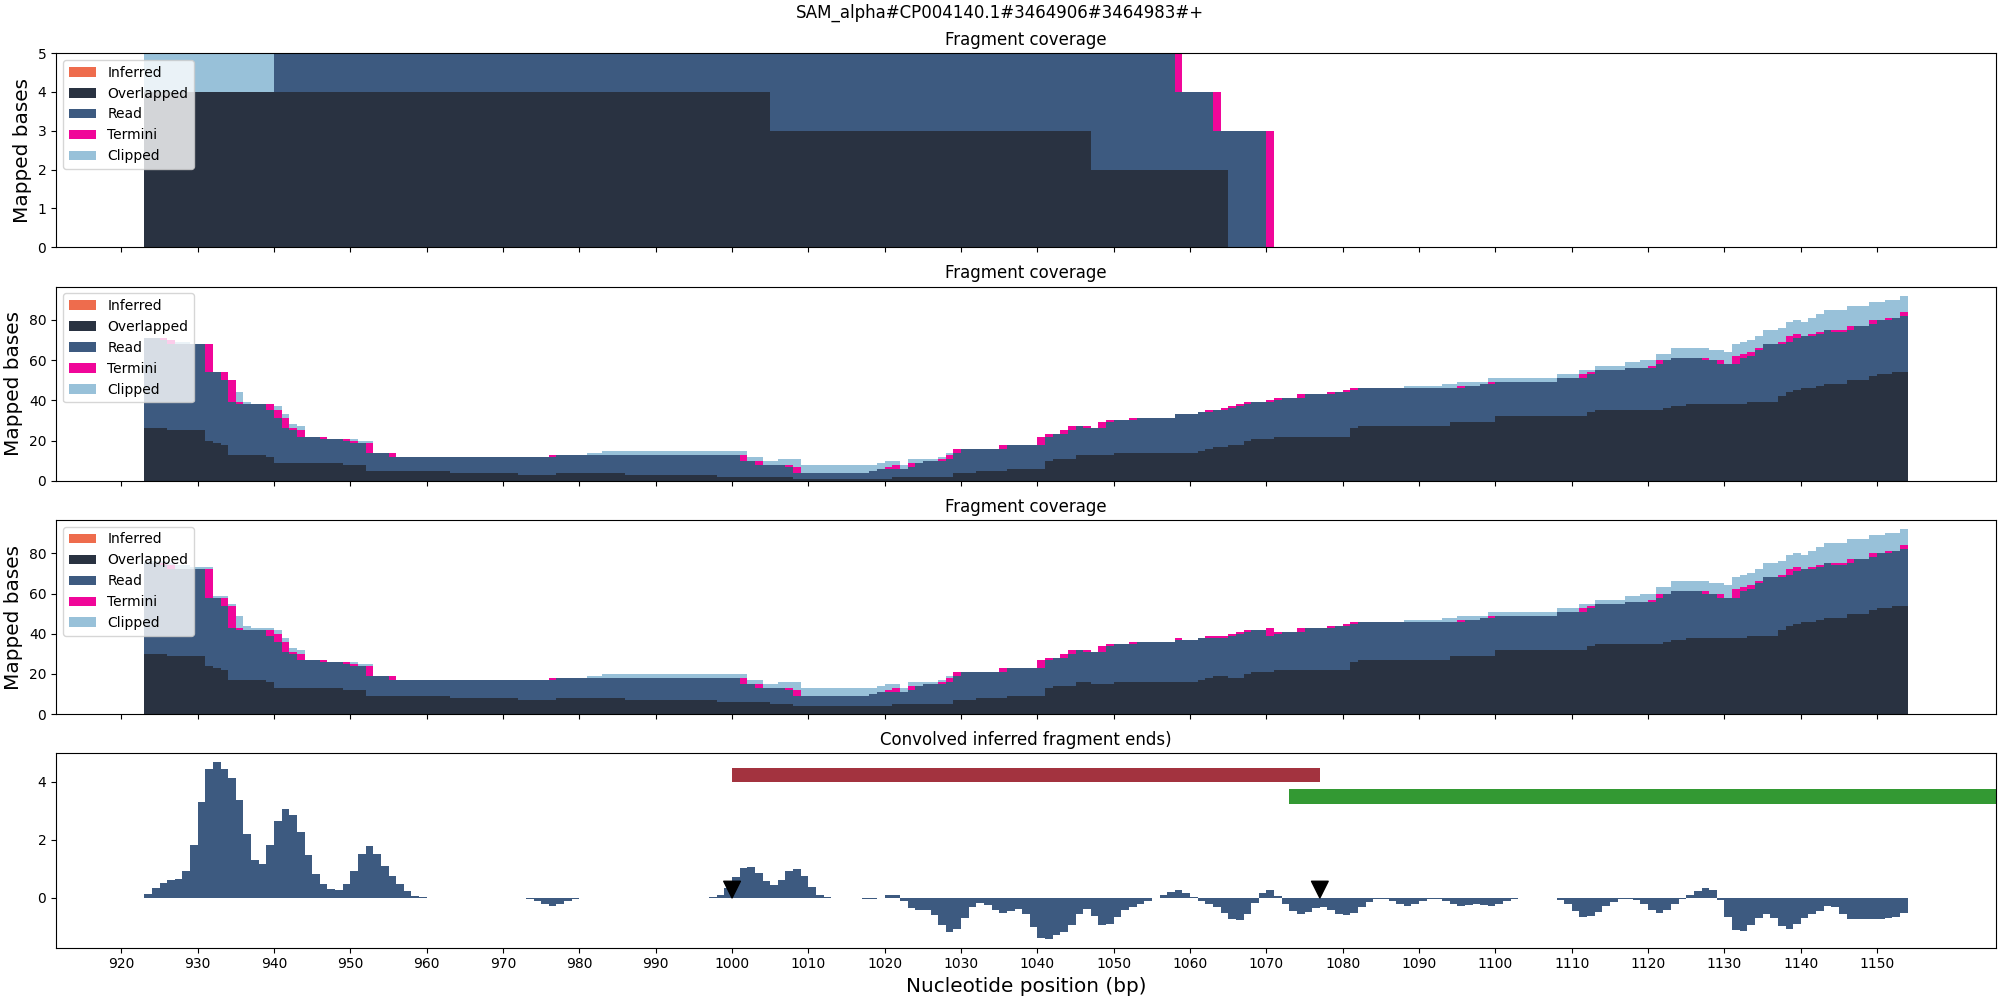 SAM_alpha#CP004140.1#3464906#3464983#+
Fragment coverage
Mapped bases
5
4
3
2
1
0
Inferred
Overlapped
Read
Termini
Clipped
Fragment coverage
Mapped bases
80
60
40
20
0
Inferred
Overlapped
Read
Termini
Clipped
Fragment coverage
Mapped bases
80
60
40
20
0
Inferred
Overlapped
Read
Termini
Clipped
Convolved inferred fragment ends)
4
2
0
920 930 940 950 960 970 980 990 1000 1010 1020 1030 1040 1050 1060 1070 1080 1090 1100 1110 1120 1130 1140 1150
Nucleotide position (bp)